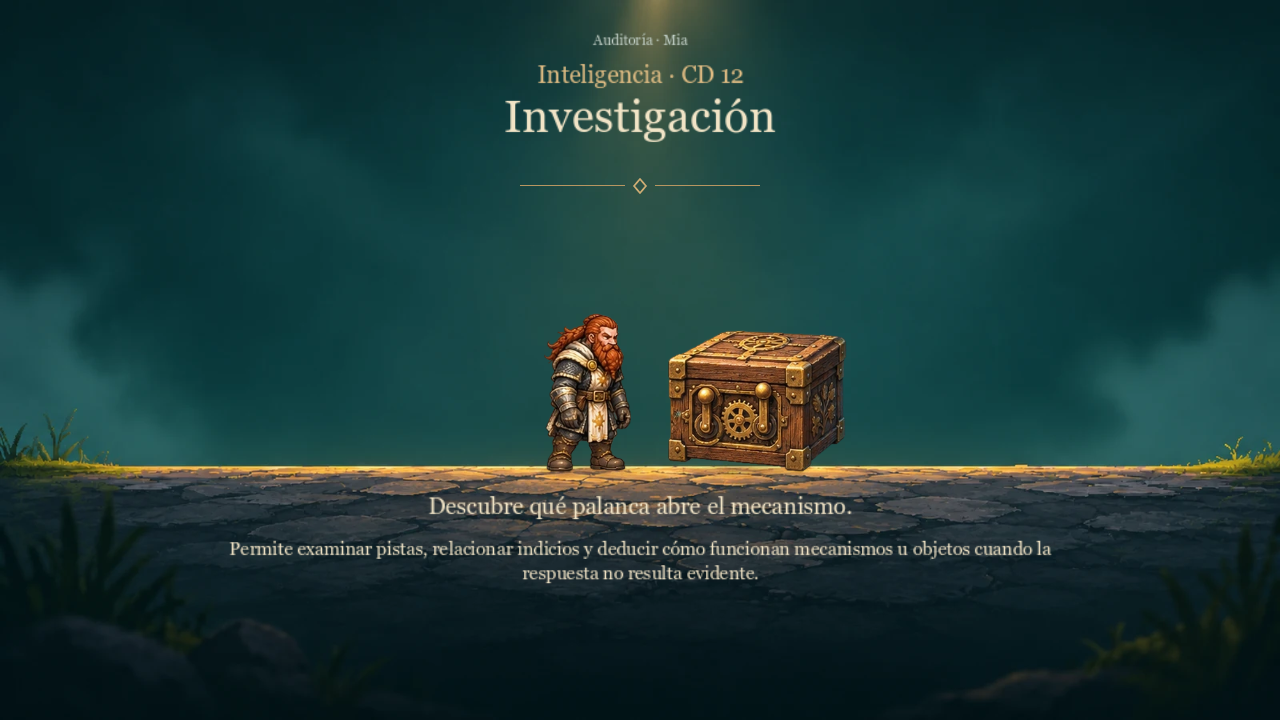 Auditoría · Mia
Inteligencia · CD 12
Investigación
Descubre qué palanca abre el mecanismo.
Permite examinar pistas, relacionar indicios y deducir cómo funcionan mecanismos u objetos cuando la
respuesta no resulta evidente.